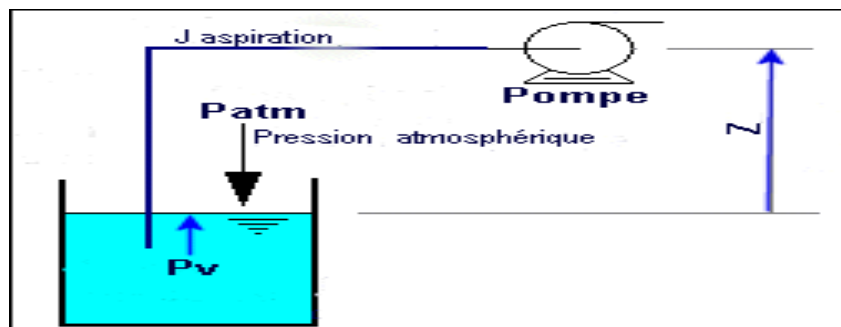 J aspiration
Pompe
Patm
Pression atmosphérique
Z
Pv